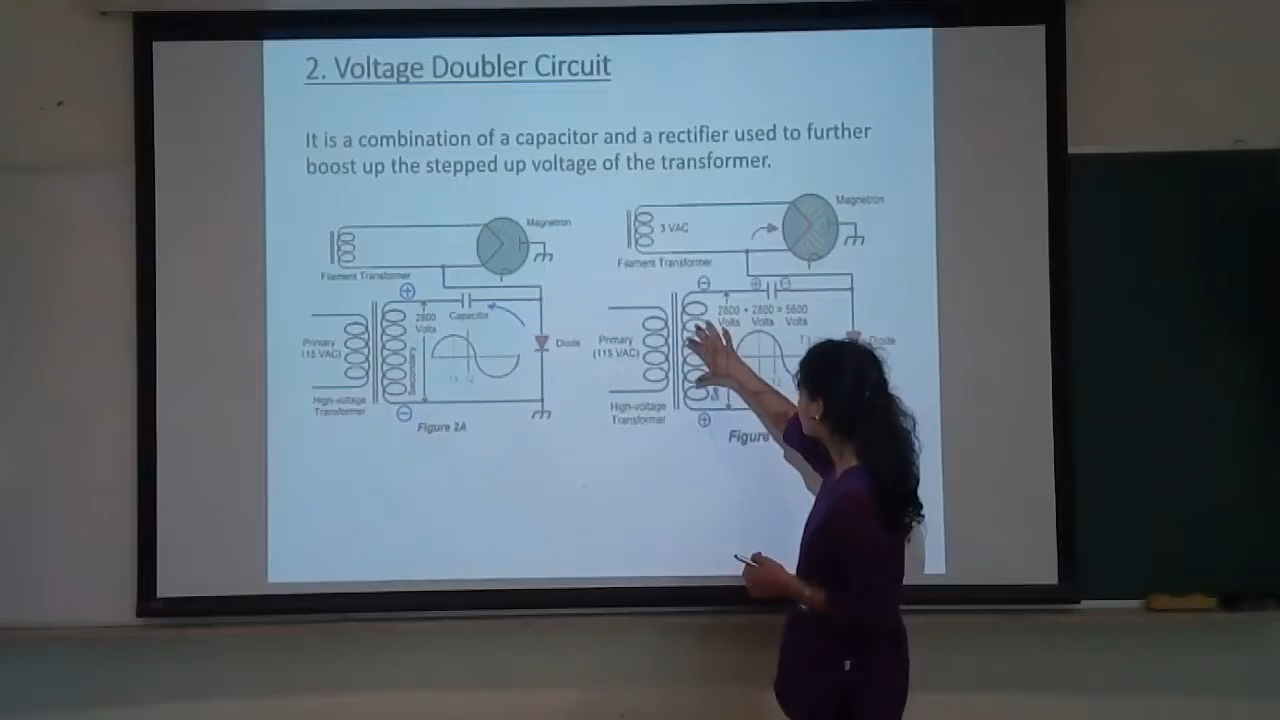 2. Voltage Doubler Circuit
It is a combination of a capacitor and a rectifier used to further
boost up the stepped up voltage of the transformer.
Magnetron
Filament Transformer
2800
Volts
Capacitor
Primary
(115 VAC)
Secondary
Diode
High-voltage
Transformer
Figure 2A
Magnetron
3 VAC
Filament Transformer
2800 + 2800 = 5600
Volts Volts Volts
Primary
(115 VAC)
Diode
High-voltage
Transformer
Figure